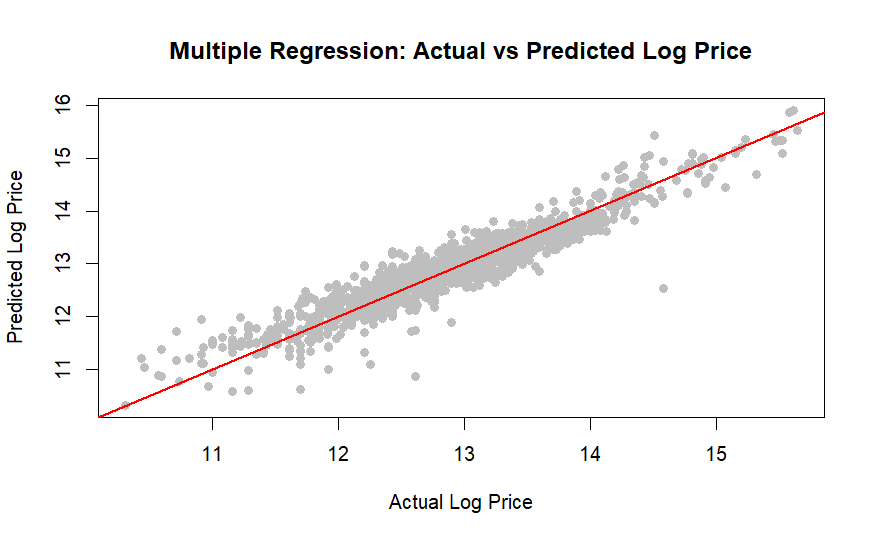 Multiple Regression: Actual vs Predicted Log Price
16
15
14
13
12
11
Predicted Log Price
11 12 13 14 15
Actual Log Price